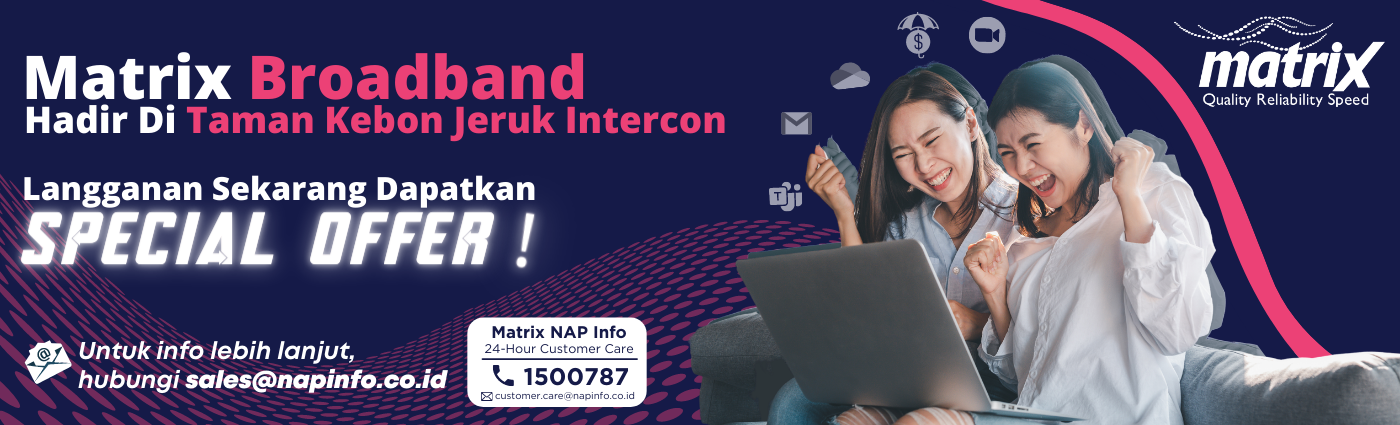 Matrix Broadband
Hadir Di Taman Kebon Jeruk Intercon
Langganan Sekarang Dapatkan
SPECIAL OFFER !
Untuk info lebih lanjut,
hubungi sales@napinfo.co.id
Matrix NAP Info
24-Hour Customer Care
1500787
customer.care@napinfo.co.id
matrix
Quality Reliability Speed